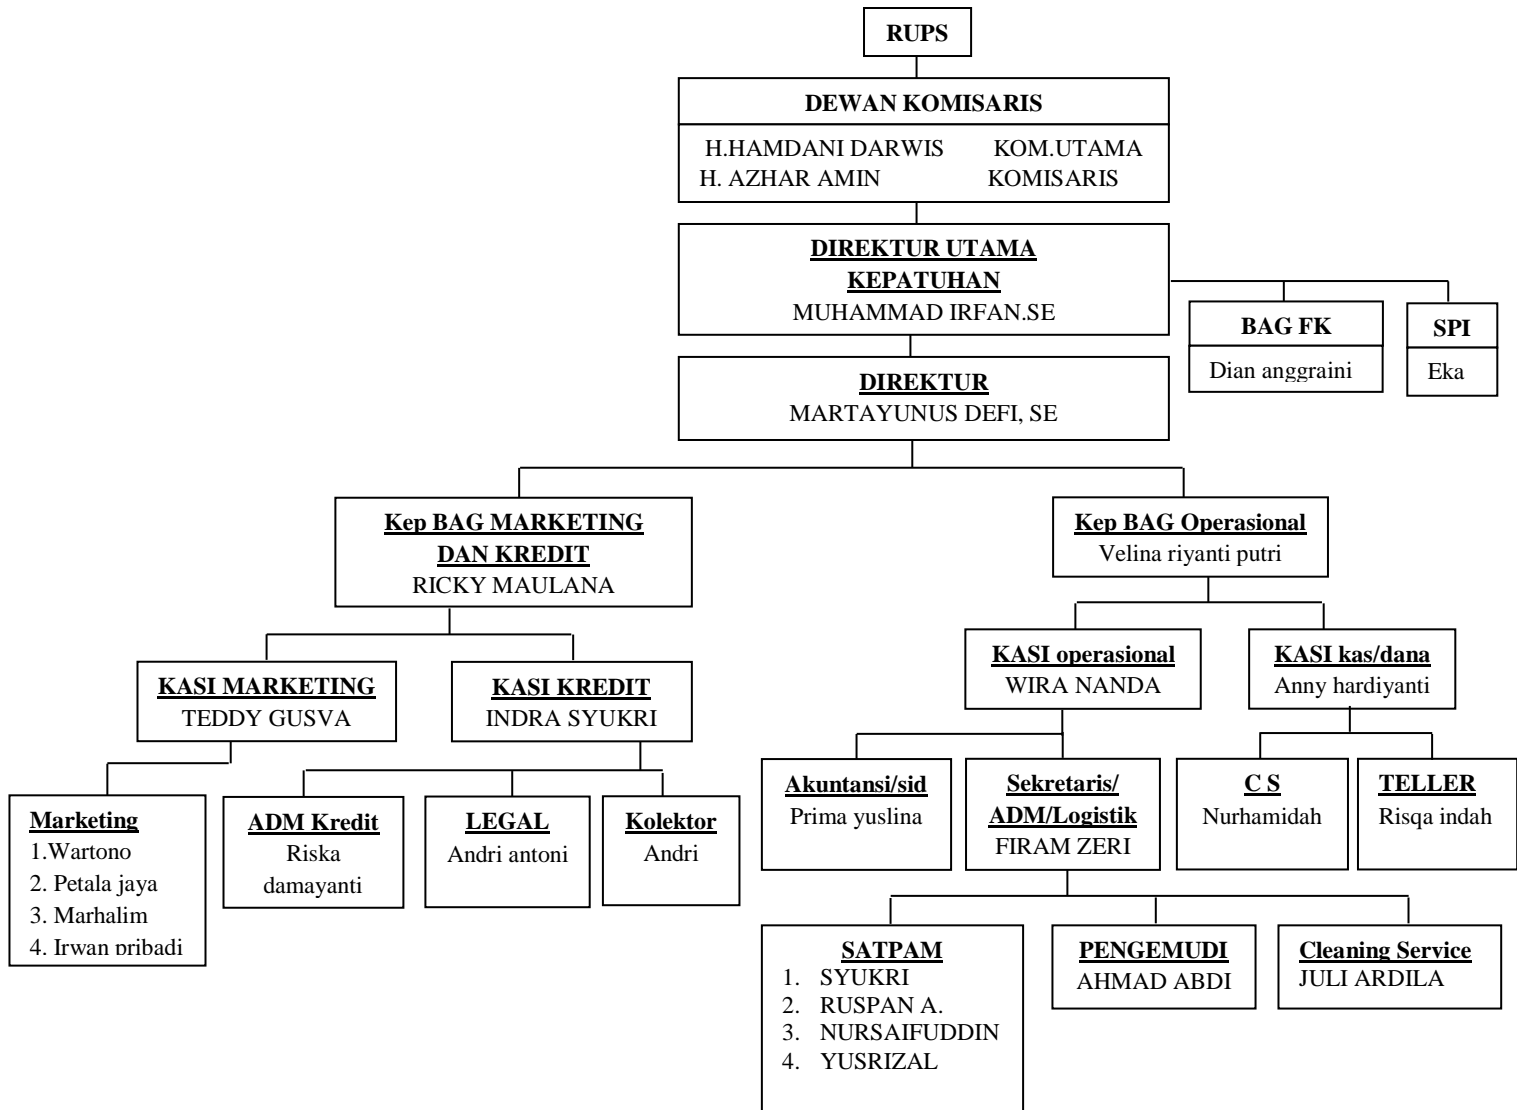 RUPS
DEWAN KOMISARIS
H.HAMDANI DARWIS KOM.UTAMA
H. AZHAR AMIN KOMISARIS
DIREKTUR UTAMA
KEPATUHAN
MUHAMMAD IRFAN.SE
BAG FK
Dian anggraini
SPI
Eka
DIREKTUR
MARTAYUNUS DEFI, SE
Kep BAG MARKETING
DAN KREDIT
RICKY MAULANA
Kep BAG Operasional
Velina riyanti putri
KASI MARKETING
TEDDY GUSVA
KASI KREDIT
INDRA SYUKRI
KASI operasional
WIRA NANDA
KASI kas/dana
Anny hardiyanti
Marketing
1.Wartono
2. Petala jaya
3. Marhalim
4. Irwan pribadi
ADM Kredit
Riska
damayanti
LEGAL
Andri antoni
Kolektor
Andri
Akuntansi/sid
Prima yuslina
Sekretaris/
ADM/Logistik
FIRAM ZERI
C S
Nurhamidah
TELLER
Risqa indah
SATPAM
1. SYUKRI
2. RUSPAN A.
3. NURSAIFUDDIN
4. YUSRIZAL
PENGEMUDI
AHMAD ABDI
Cleaning Service
JULI ARDILA